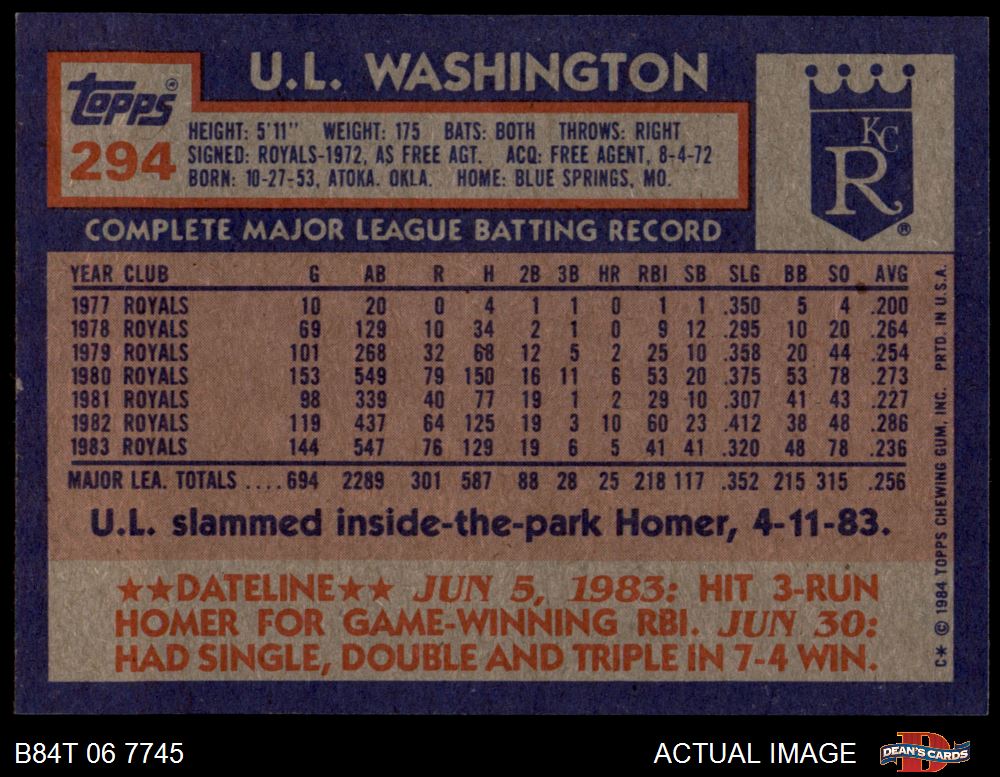 U.L. WASHINGTON
topps®
294
HEIGHT: 5'11" WEIGHT: 175 BATS: BOTH THROWS: RIGHT
SIGNED: ROYALS-1972, AS FREE AGT. ACQ: FREE AGENT, 8-4-72
BORN: 10-27-53, ATOKA. OKLA. HOME: BLUE SPRINGS, MO.
KC
R
®
COMPLETE MAJOR LEAGUE BATTING RECORD
YEAR CLUB G AB R H 2B 3B HR RBI SB SLG BB SO AVG
1977 ROYALS 10 20 0 4 1 1 0 1 1 .350 5 4 .200
1978 ROYALS 69 129 10 34 2 1 0 9 12 .295 10 20 .264
1979 ROYALS 101 268 32 68 12 5 2 25 10 .358 20 44 .254
1980 ROYALS 153 549 79 150 16 11 6 53 20 .375 53 78 .273
1981 ROYALS 98 339 40 77 19 1 2 29 10 .307 41 43 .227
1982 ROYALS 119 437 64 125 19 3 10 60 23 .412 38 48 .286
1983 ROYALS 144 547 76 129 19 6 5 41 41 .320 48 78 .236
MAJOR LEA. TOTALS ....694 2289 301 587 88 28 25 218 117 .352 215 315 .256
U.L. slammed inside-the-park Homer, 4-11-83.
★★DATELINE★★ JUN 5, 1983: HIT 3-RUN
HOMER FOR GAME-WINNING RBI. JUN 30:
HAD SINGLE, DOUBLE AND TRIPLE IN 7-4 WIN.
C* © 1984 TOPPS CHEWING GUM, INC. PRTD. IN U.S.A.
B84T 06 7745
ACTUAL IMAGE
DEAN'S CARDS